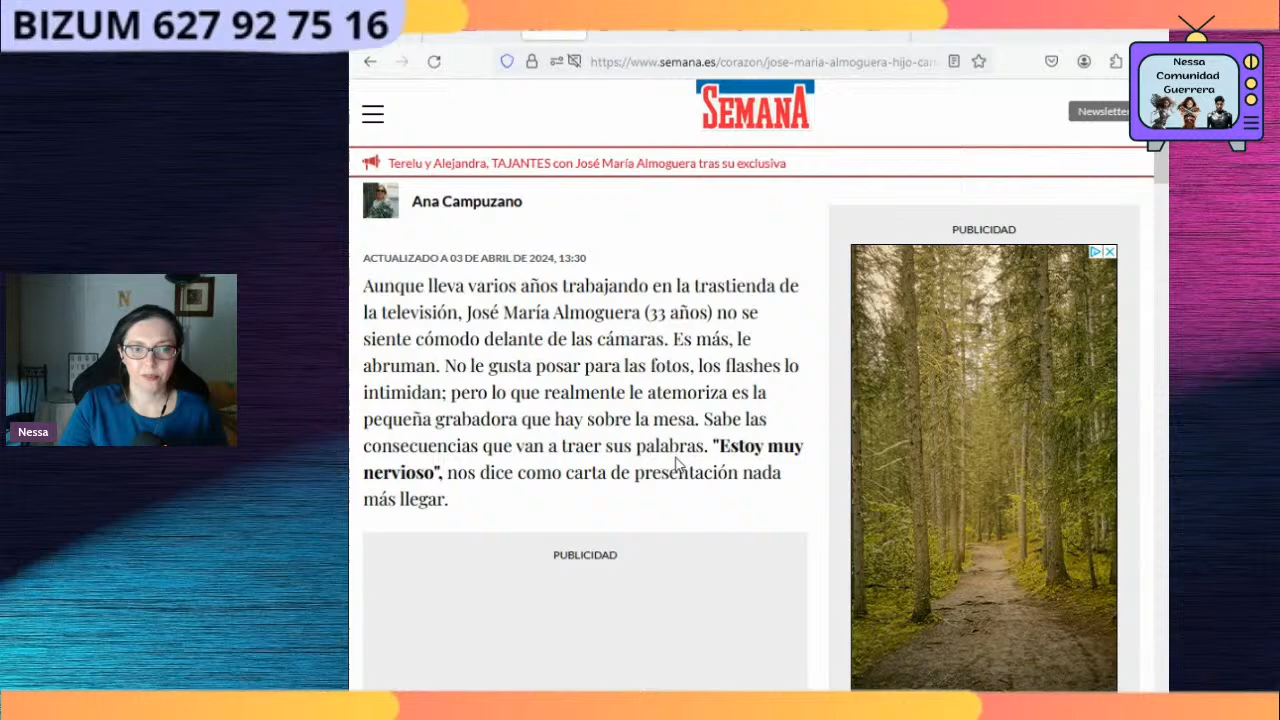 BIZUM 627 92 75 16
https://www.semana.es/corazon/jose-maria-almoguera-hijo-car
Nessa
Comunidad
Guerrera
SEMANA
Newsletter
Terelu y Alejandra, TAJANTES con José María Almoguera tras su exclusiva
Ana Campuzano
PUBLICIDAD
ACTUALIZADO A 03 DE ABRIL DE 2024, 13:30
Aunque lleva varios años trabajando en la trastienda de
la televisión, José María Almoguera (33 años) no se
siente cómodo delante de las cámaras. Es más, le
abruman. No le gusta posar para las fotos, los flashes lo
intimidan; pero lo que realmente le atemoriza es la
pequeña grabadora que hay sobre la mesa. Sabe las
consecuencias que van a traer sus palabras. "Estoy muy
nervioso", nos dice como carta de presentación nada
más llegar.
PUBLICIDAD
N
Nessa